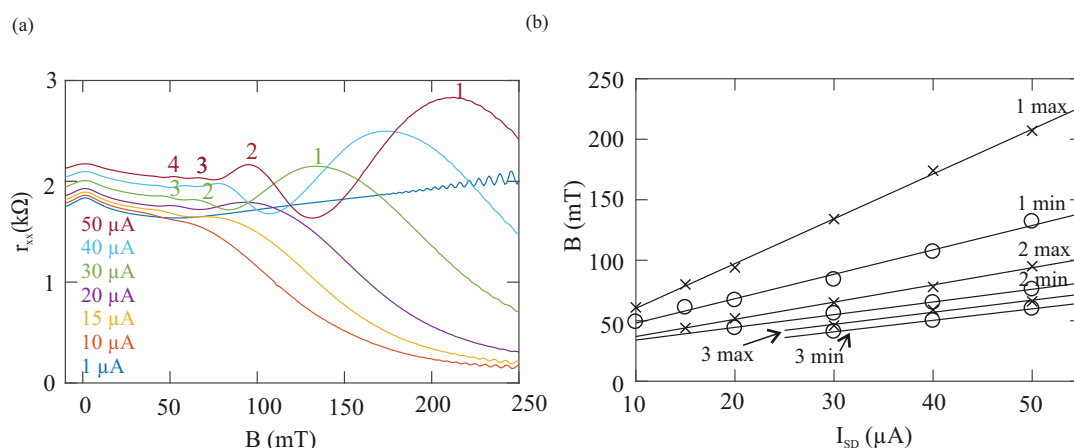 (a)
(b)
3
2
1
0
r_xx(kΩ)
4
3
2
1
3
2
1
50 µA
40 µA
30 µA
20 µA
15 µA
10 µA
1 µA
0
50
100
150
200
250
B (mT)
250
200
150
100
50
0
B (mT)
1 max
1 min
2 max
2 min
3 max
3 min
10
20
30
40
50
I_SD (µA)